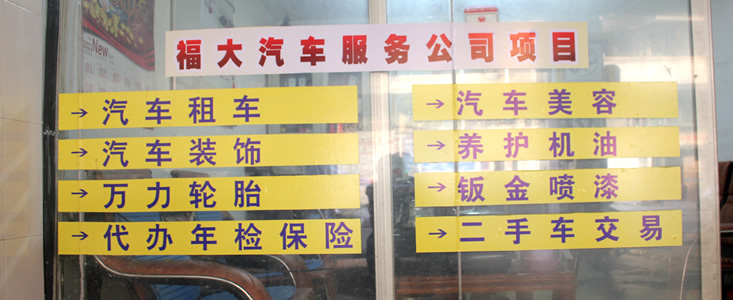 福大汽车服务公司项目
→汽车租车
→汽车装饰
→万力轮胎
→代办年检保险
→汽车美容
→养护机油
→钣金喷漆
→二手车交易
New